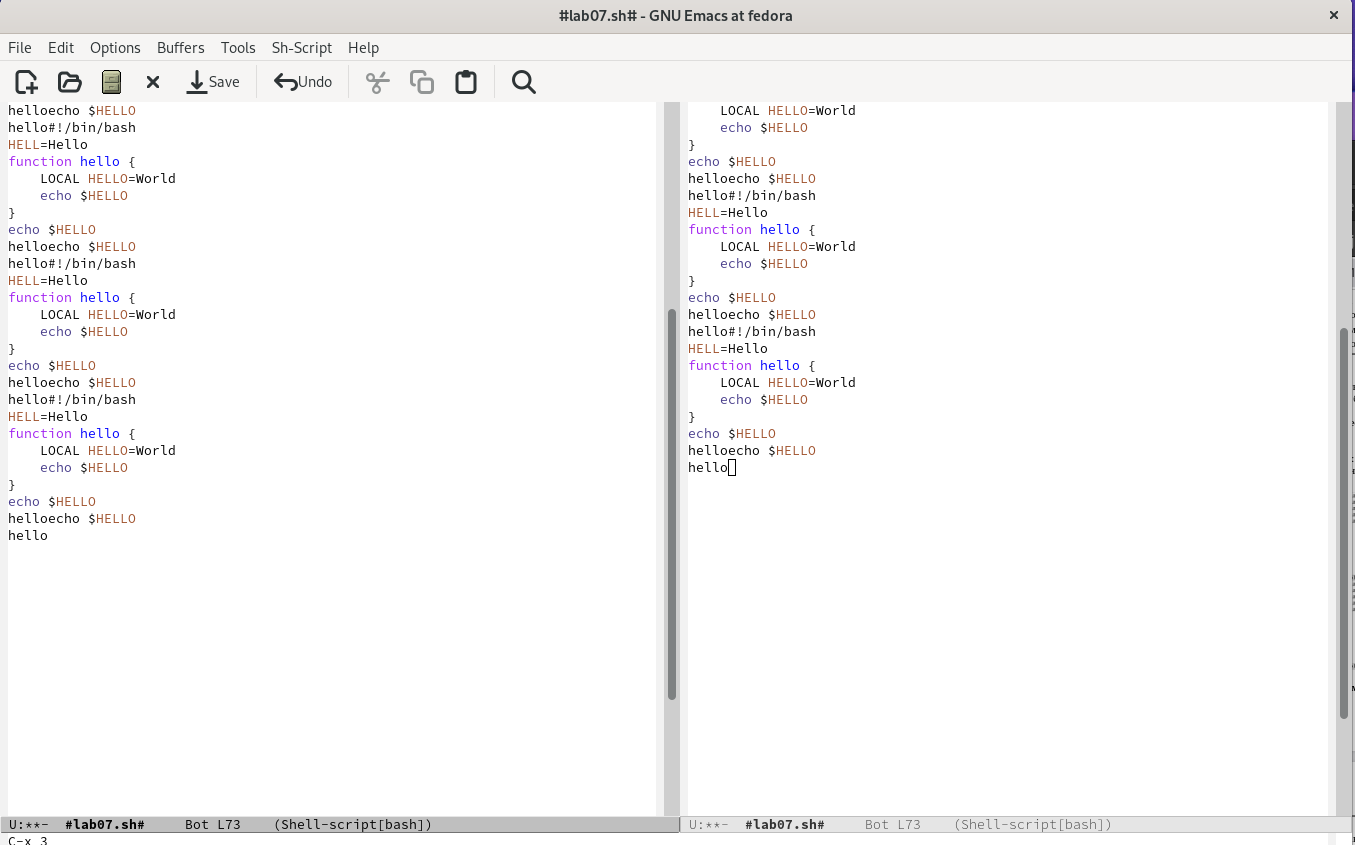 #lab07.sh# - GNU Emacs at fedora
File Edit Options Buffers Tools Sh-Script Help
Save Undo
helloecho $HELLO
hello#!/bin/bash
HELL=Hello
function hello {
    LOCAL HELLO=World
    echo $HELLO
}
echo $HELLO
helloecho $HELLO
hello#!/bin/bash
HELL=Hello
function hello {
    LOCAL HELLO=World
    echo $HELLO
}
echo $HELLO
helloecho $HELLO
hello#!/bin/bash
HELL=Hello
function hello {
    LOCAL HELLO=World
    echo $HELLO
}
echo $HELLO
helloecho $HELLO
hello
U:**-  #lab07.sh#     Bot L73    (Shell-script[bash])
    LOCAL HELLO=World
    echo $HELLO
}
echo $HELLO
helloecho $HELLO
hello#!/bin/bash
HELL=Hello
function hello {
    LOCAL HELLO=World
    echo $HELLO
}
echo $HELLO
helloecho $HELLO
hello#!/bin/bash
HELL=Hello
function hello {
    LOCAL HELLO=World
    echo $HELLO
}
echo $HELLO
helloecho $HELLO
hello
U:**-  #lab07.sh#     Bot L73    (Shell-script[bash])
C-x 3